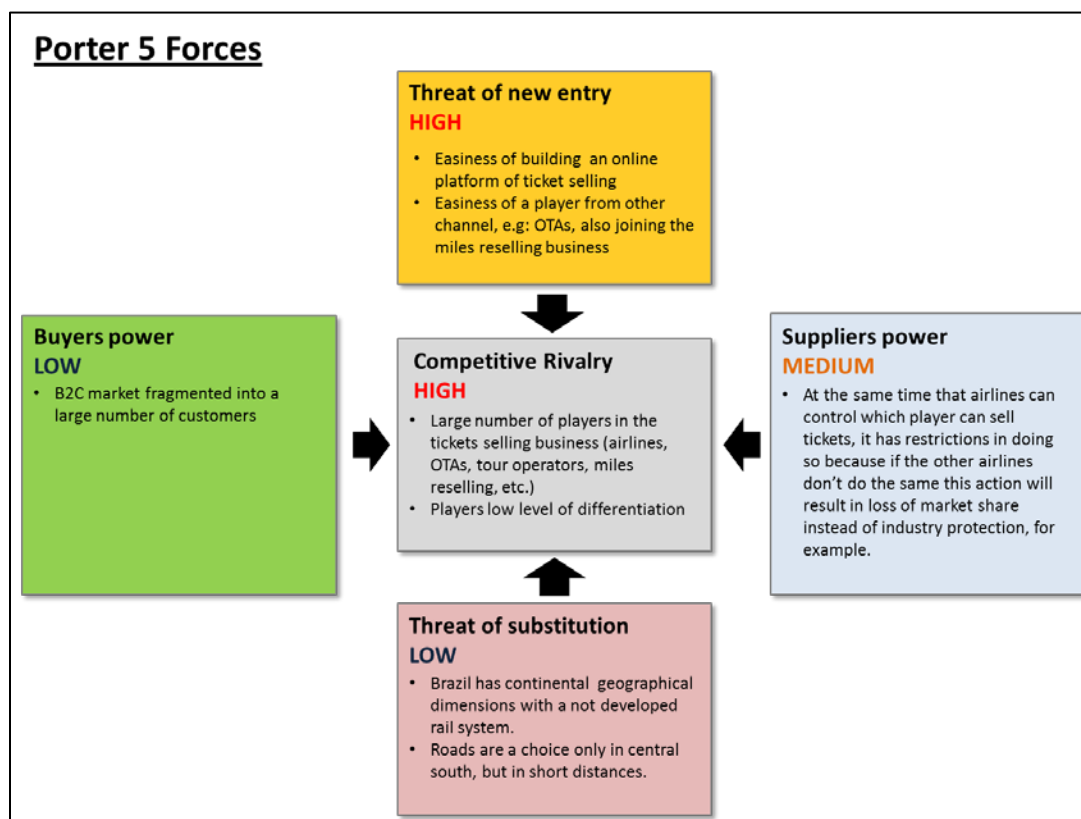 Porter 5 Forces
Threat of new entry
HIGH
• Easiness of building an online
platform of ticket selling
• Easiness of a player from other
channel, e.g: OTAs, also joining the
miles reselling business
Buyers power
LOW
• B2C market fragmented into a
large number of customers
Competitive Rivalry
HIGH
• Large number of players in the
tickets selling business (airlines,
OTAs, tour operators, miles
reselling, etc.)
• Players low level of differentiation
Suppliers power
MEDIUM
• At the same time that airlines can
control which player can sell
tickets, it has restrictions in doing
so because if the other airlines
don’t do the same this action will
result in loss of market share
instead of industry protection, for
example.
Threat of substitution
LOW
• Brazil has continental geographical
dimensions with a not developed
rail system.
• Roads are a choice only in central
south, but in short distances.